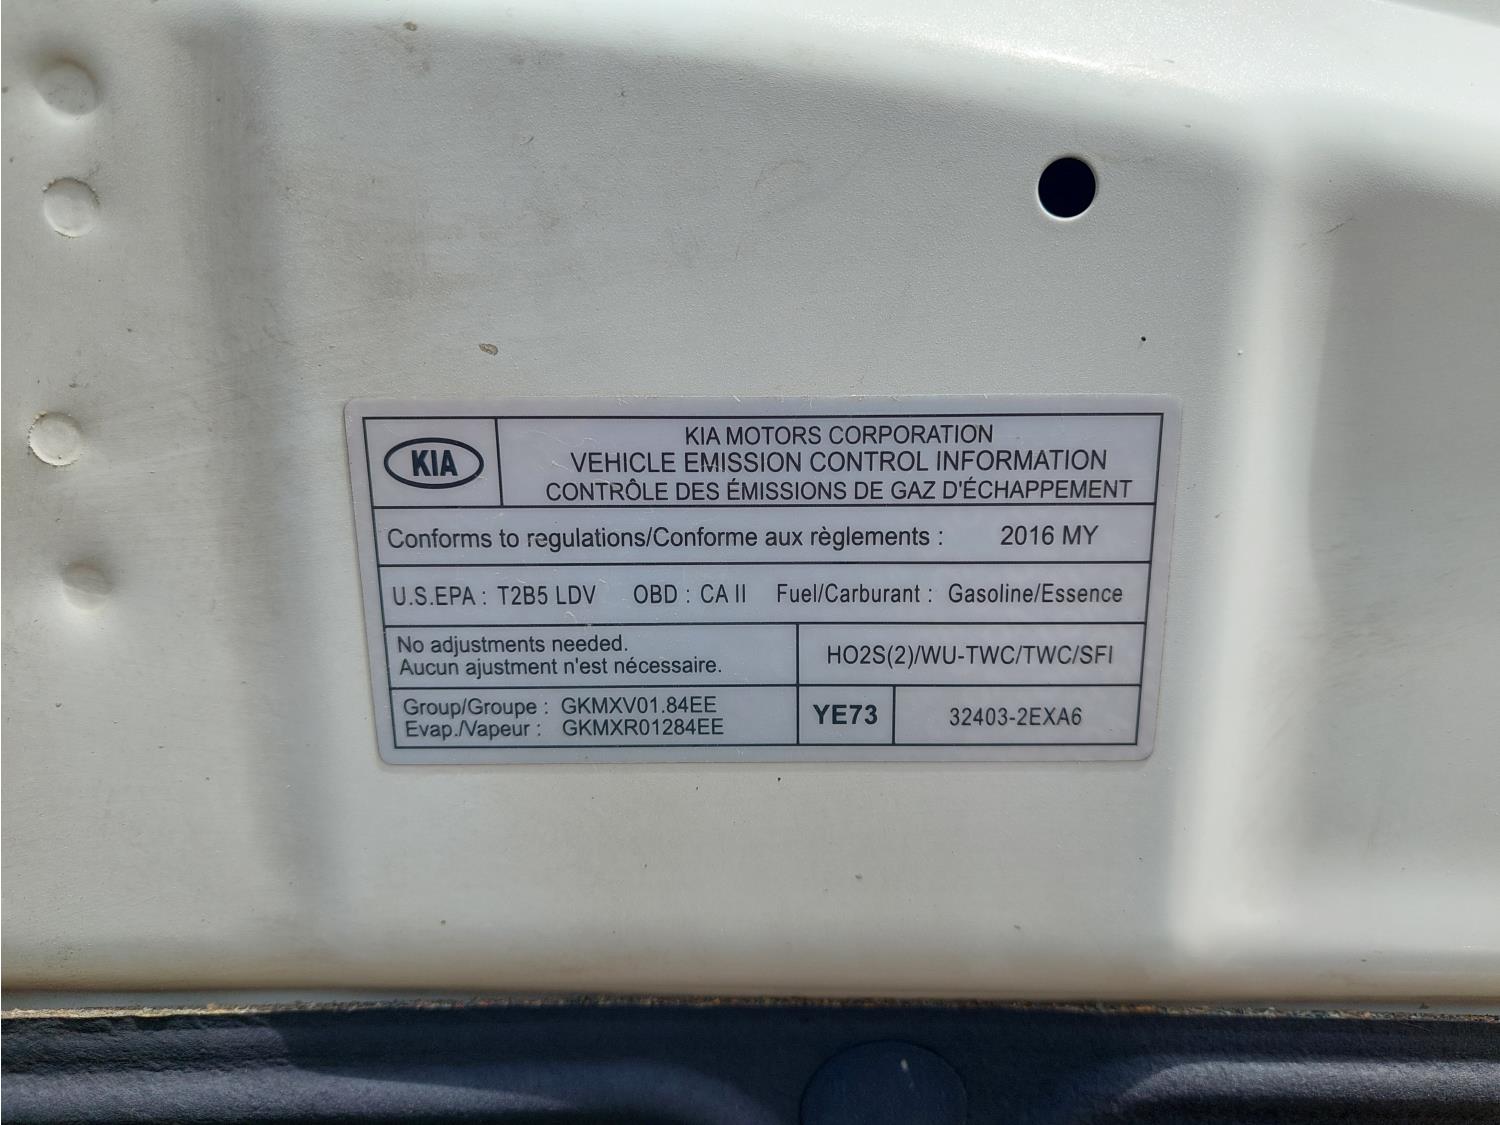 KIA
KIA MOTORS CORPORATION
VEHICLE EMISSION CONTROL INFORMATION
CONTRÔLE DES ÉMISSIONS DE GAZ D'ÉCHAPPEMENT
Conforms to regulations/Conforme aux règlements : 2016 MY
U.S.EPA : T2B5 LDV OBD : CA II Fuel/Carburant : Gasoline/Essence
No adjustments needed.
Aucun ajustment n'est nécessaire.
HO2S(2)/WU-TWC/TWC/SFI
Group/Groupe : GKMXV01.84EE
Evap./Vapeur : GKMXR01284EE
YE73
32403-2EXA6